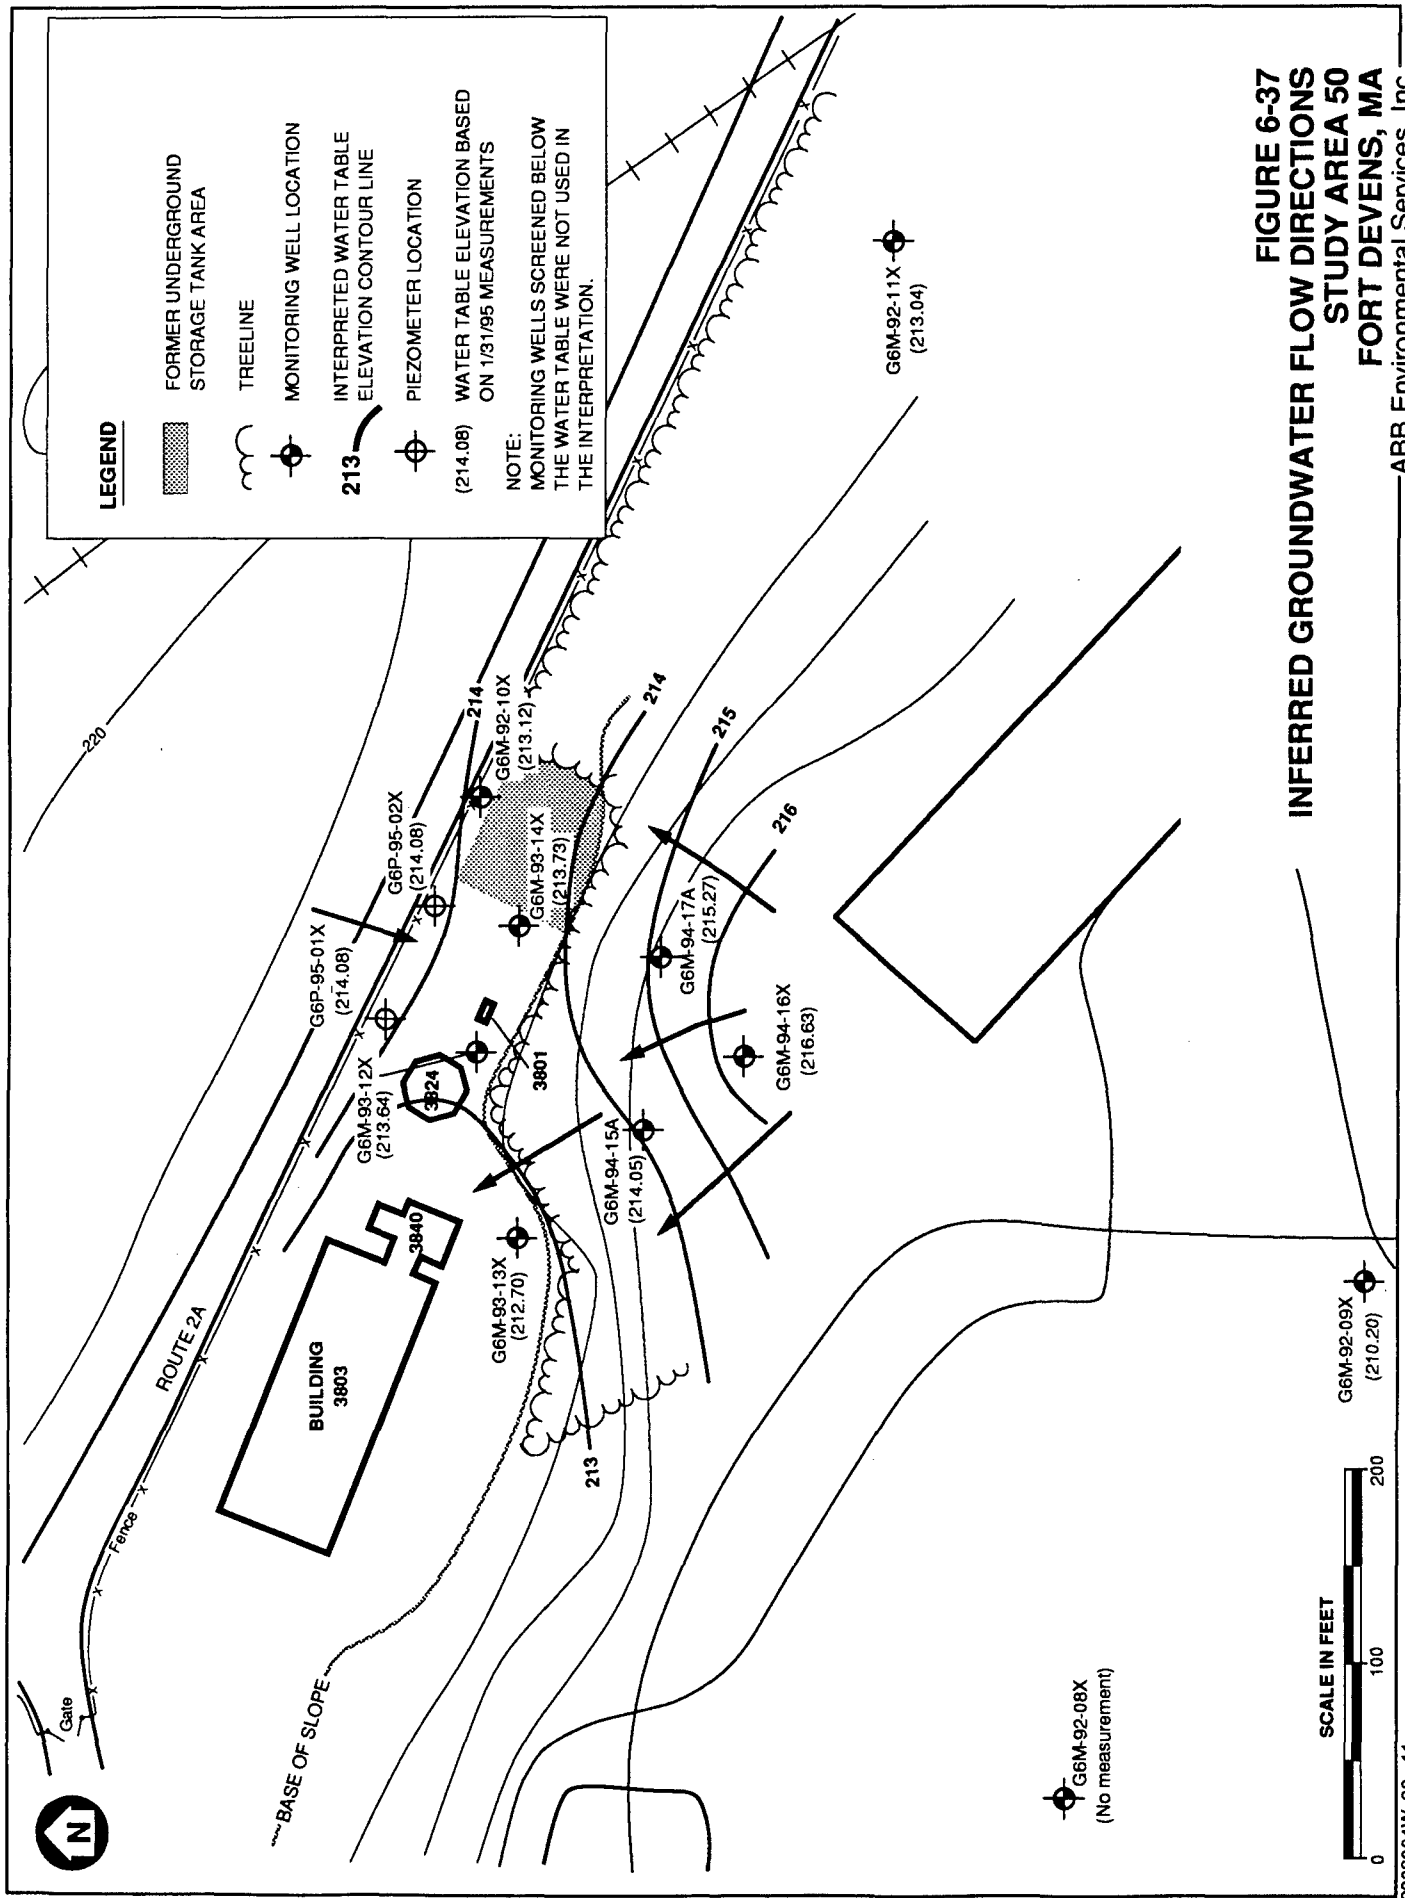 N
Gate
Fence
ROUTE 2A
220
LEGEND
FORMER UNDERGROUND
STORAGE TANK AREA
TREELINE
MONITORING WELL LOCATION
213
INTERPRETED WATER TABLE
ELEVATION CONTOUR LINE
PIEZOMETER LOCATION
(214.08)
WATER TABLE ELEVATION BASED
ON 1/31/95 MEASUREMENTS
NOTE:
MONITORING WELLS SCREENED BELOW
THE WATER TABLE WERE NOT USED IN
THE INTERPRETATION.
BASE OF SLOPE
BUILDING
3803
3840
3824
3801
G6P-95-01X
(214.08)
G6P-95-02X
(214.08)
G6M-93-12X
(213.64)
214
G6M-92-10X
(213.12)
G6M-93-14X
(213.73)
G6M-93-13X
(212.70)
213
G6M-94-15A
(214.05)
G6M-94-17A
(215.27)
214
215
216
G6M-94-16X
(216.63)
G6M-92-11X
(213.04)
G6M-92-08X
(No measurement)
G6M-92-09X
(210.20)
SCALE IN FEET
0 100 200
FIGURE 6-37
INFERRED GROUNDWATER FLOW DIRECTIONS
STUDY AREA 50
FORT DEVENS, MA
ABB Environmental Services, Inc.